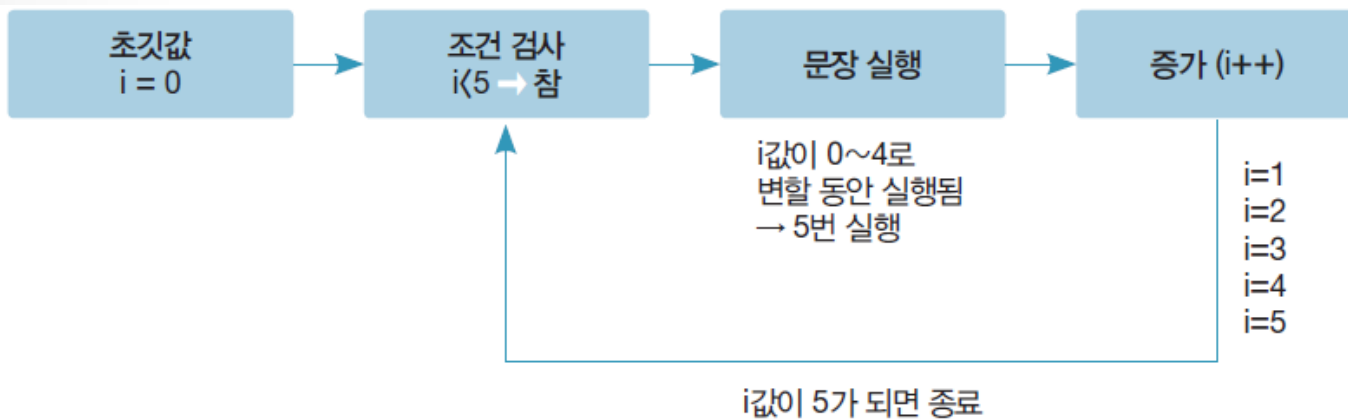 초깃값
i = 0
조건 검사
i<5 → 참
문장 실행
증가 (i++)
i값이 0~4로
변할 동안 실행됨
→ 5번 실행
i=1
i=2
i=3
i=4
i=5
i값이 5가 되면 종료